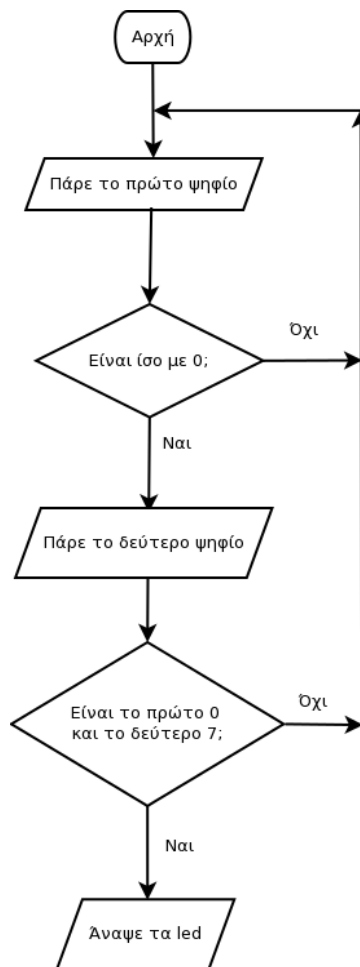 Αρχή
Πάρε το πρώτο ψηφίο
Είναι ίσο με 0;
Όχι
Ναι
Πάρε το δεύτερο ψηφίο
Είναι το πρώτο 0
και το δεύτερο 7;
Όχι
Ναι
Άναψε τα led